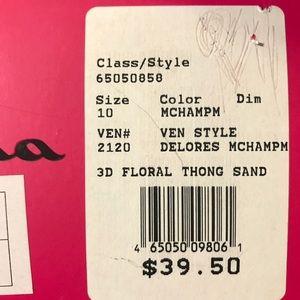 Class/Style
65050858
Size Color Dim
10 MCHAMPM
VEN# VEN STYLE
2120 DELORES MCHAMPM
3D FLORAL THONG SAND
4 65050 09806 1
$39.50